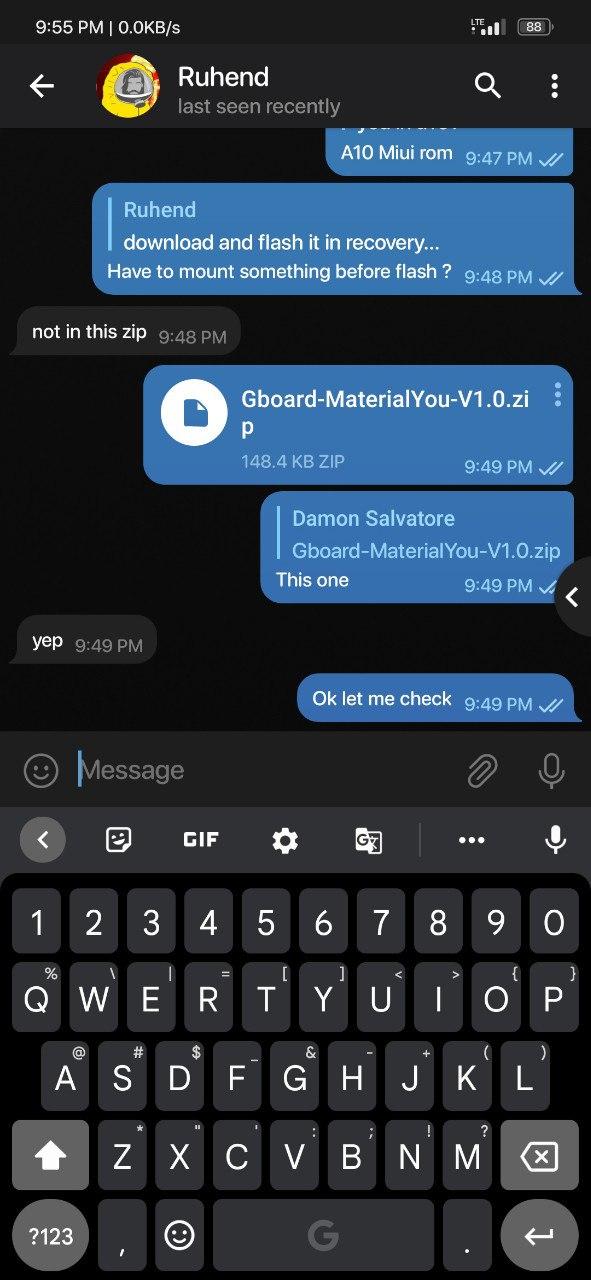 9:55 PM | 0.0KB/s LTE 88
Ruhend
last seen recently
A10 Miui rom 9:47 PM
Ruhend
download and flash it in recovery...
Have to mount something before flash ? 9:48 PM
not in this zip 9:48 PM
Gboard-MaterialYou-V1.0.zi
p
148.4 KB ZIP 9:49 PM
Damon Salvatore
Gboard-MaterialYou-V1.0.zip
This one 9:49 PM
yep 9:49 PM
Ok let me check 9:49 PM
Message
GIF
1 2 3 4 5 6 7 8 9 0
% \ | = [ ] < > { }
Q W E R T Y U I O P
@ # $ _ & - + ( )
A S D F G H J K L
* " ' : ; ! ?
Z X C V B N M
?123 , G .